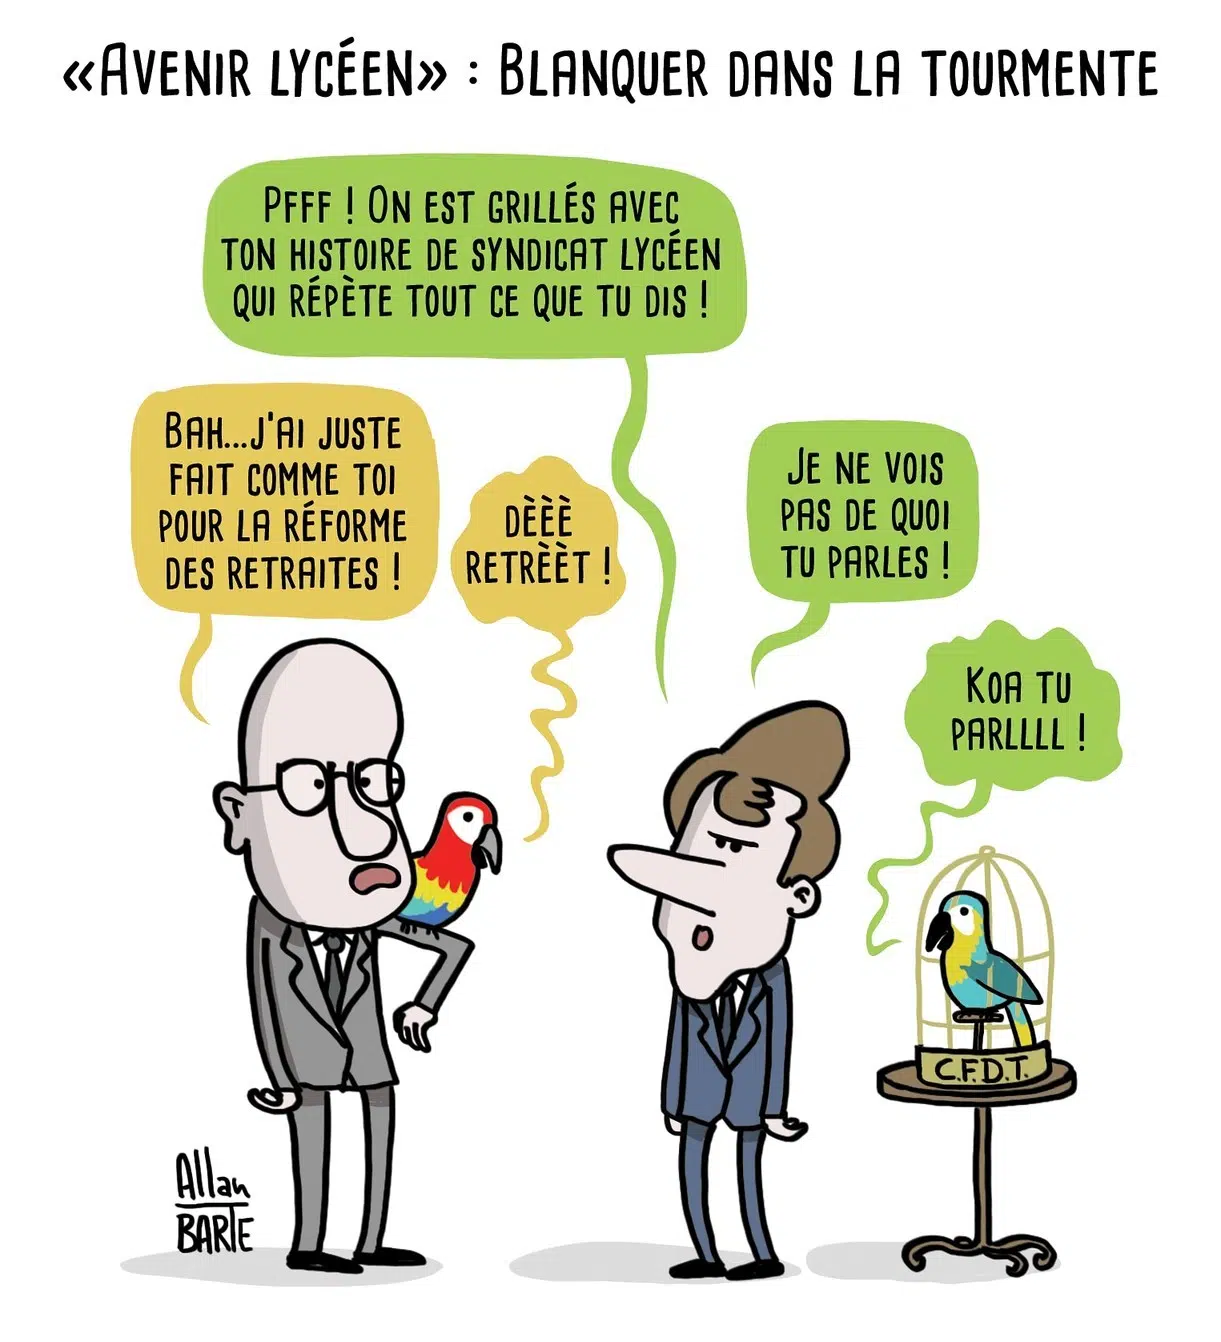 «Avenir lycéen» : Blanquer dans la tourmente
Pfff ! On est grillés avec
ton histoire de syndicat lycéen
qui répète tout ce que tu dis !
Bah...j'ai juste
fait comme toi
pour la réforme
des retraites !
dèèè
retrèèt !
Je ne vois
pas de quoi
tu parles !
Koa tu
parllll !
C.F.D.T.
Allan
BARTE